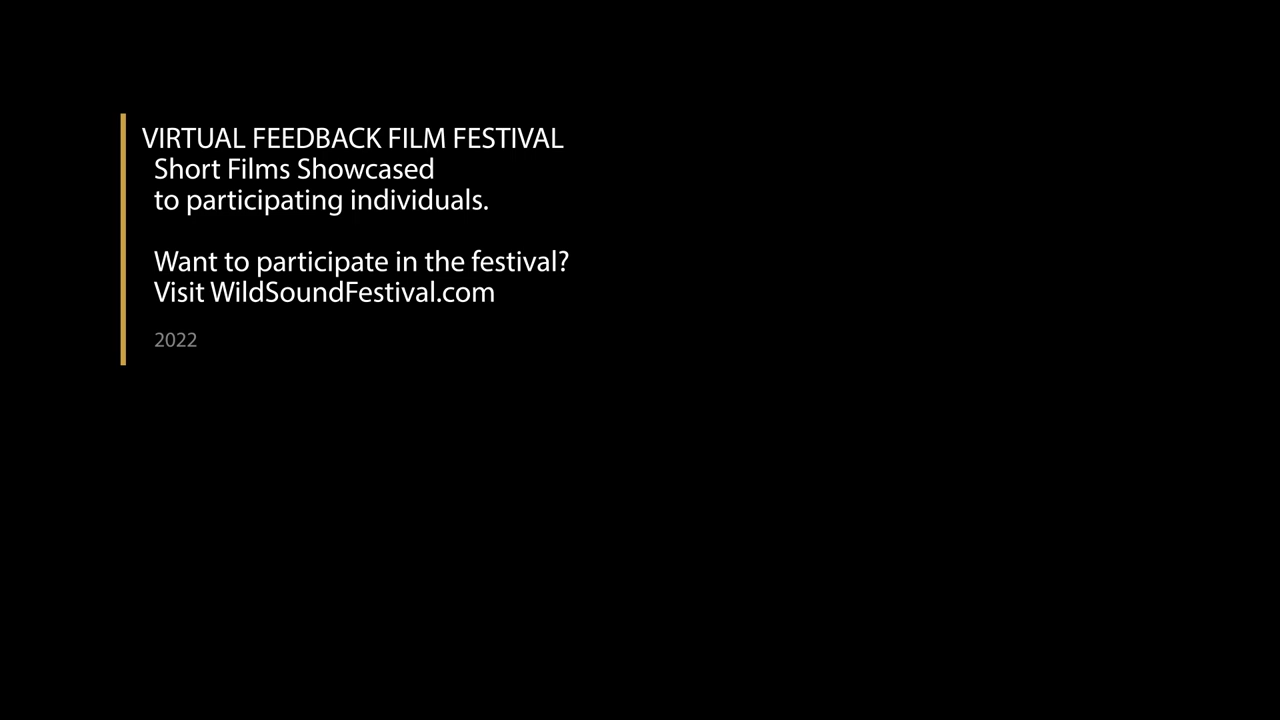 VIRTUAL FEEDBACK FILM FESTIVAL
Short Films Showcased
to participating individuals.
Want to participate in the festival?
Visit WildSoundFestival.com
2022